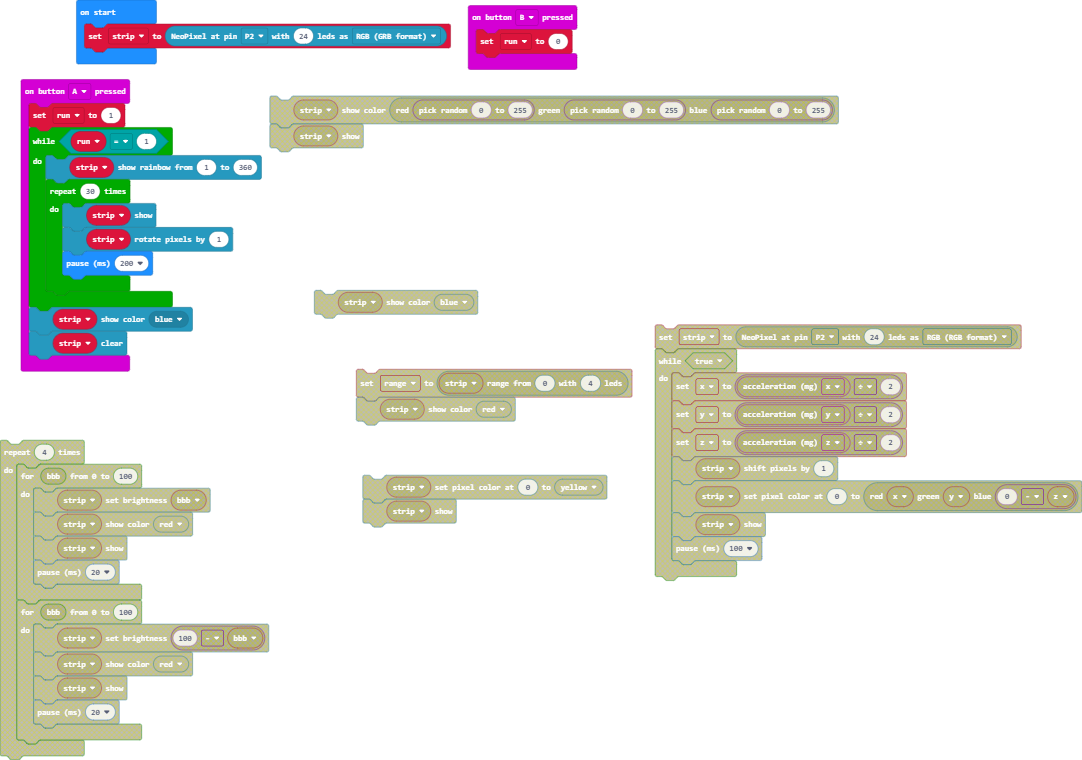 on start
set strip to NeoPixel at pin P2 with 24 leds as RGB (GRB format)
on button B pressed
set run to 0
on button A pressed
set run to 1
while run = 1
do strip show rainbow from 1 to 360
repeat 30 times
do strip show
strip rotate pixels by 1
pause (ms) 200
strip show color blue
strip clear
strip show color red pick random 0 to 255 green pick random 0 to 255 blue pick random 0 to 255
strip show
strip show color blue
set range to strip range from 0 with 4 leds
strip show color red
strip set pixel color at 0 to yellow
strip show
set strip to NeoPixel at pin P2 with 24 leds as RGB (RGB format)
while true
do set x to acceleration (mg) x ÷ 2
set y to acceleration (mg) y ÷ 2
set z to acceleration (mg) z ÷ 2
strip shift pixels by 1
strip set pixel color at 0 to red x green y blue 0 - z
strip show
pause (ms) 100
repeat 4 times
do for bbb from 0 to 100
do strip set brightness bbb
strip show color red
strip show
pause (ms) 20
for bbb from 0 to 100
do strip set brightness 100 - bbb
strip show color red
strip show
pause (ms) 20